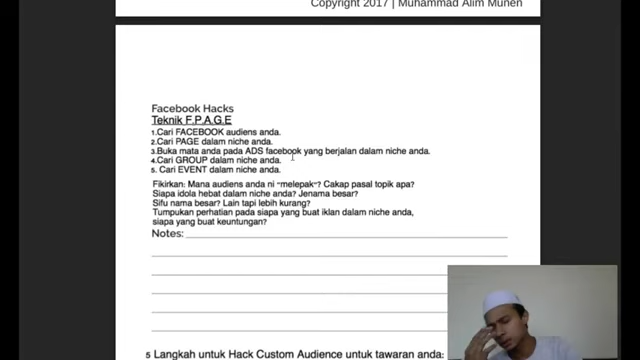 Copyright 2017 | Muhammad Alim Munen
Facebook Hacks
Teknik F.P.A.G.E
1.Cari FACEBOOK audiens anda.
2.Cari PAGE dalam niche anda.
3.Buka mata anda pada ADS facebook yang berjalan dalam niche anda.
4.Cari GROUP dalam niche anda.
5. Cari EVENT dalam niche anda.
Fikirkan: Mana audiens anda ni "melepak"? Cakap pasal topik apa?
Siapa idola hebat dalam niche anda? Jenama besar?
Sifu nama besar? Lain tapi lebih kurang?
Tumpukan perhatian pada siapa yang buat iklan dalam niche anda,
siapa yang buat keuntungan?
Notes:
5 Langkah untuk Hack Custom Audience untuk tawaran anda: